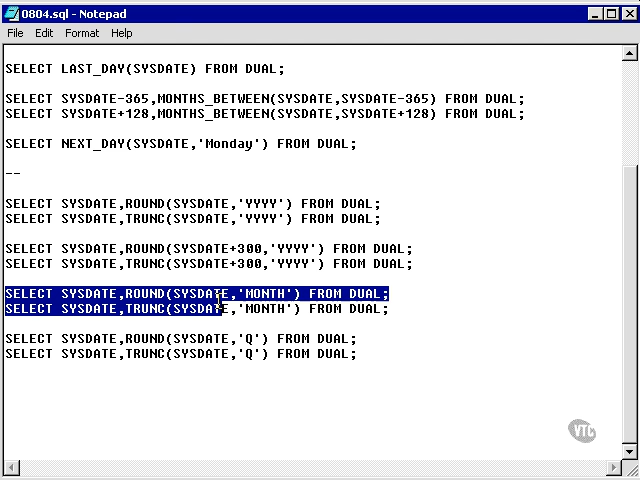 0804.sql - Notepad
File Edit Format Help
SELECT LAST_DAY(SYSDATE) FROM DUAL;
SELECT SYSDATE-365,MONTHS_BETWEEN(SYSDATE,SYSDATE-365) FROM DUAL;
SELECT SYSDATE+128,MONTHS_BETWEEN(SYSDATE,SYSDATE+128) FROM DUAL;
SELECT NEXT_DAY(SYSDATE,'Monday') FROM DUAL;
--
SELECT SYSDATE,ROUND(SYSDATE,'YYYY') FROM DUAL;
SELECT SYSDATE,TRUNC(SYSDATE,'YYYY') FROM DUAL;
SELECT SYSDATE,ROUND(SYSDATE+300,'YYYY') FROM DUAL;
SELECT SYSDATE,TRUNC(SYSDATE+300,'YYYY') FROM DUAL;
SELECT SYSDATE,ROUND(SYSDATE,'MONTH') FROM DUAL;
SELECT SYSDATE,TRUNC(SYSDATE,'MONTH') FROM DUAL;
SELECT SYSDATE,ROUND(SYSDATE,'Q') FROM DUAL;
SELECT SYSDATE,TRUNC(SYSDATE,'Q') FROM DUAL;
VTC